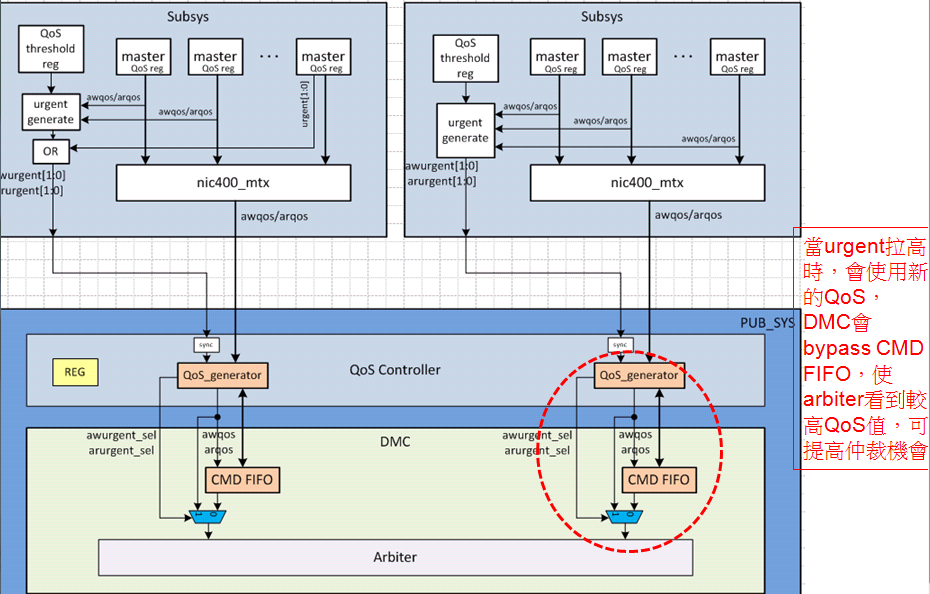 Subsys
QoS
threshold
reg
master
QoS reg
master
QoS reg
...
master
QoS reg
urgent
generate
awqos/arqos
awqos/arqos
urgent[1:0]
OR
wurgent[1:0]
rurgent[1:0]
nic400_mtx
awqos/arqos
Subsys
QoS
threshold
reg
master
QoS reg
master
QoS reg
...
master
QoS reg
urgent
generate
awqos/arqos
awqos/arqos
awqos/arqos
awurgent[1:0]
arurgent[1:0]
nic400_mtx
awqos/arqos
PUB_SYS
sync
sync
REG
QoS_generator
QoS Controller
QoS_generator
DMC
awurgent_sel
arurgent_sel
awqos
arqos
CMD FIFO
1
0
awurgent_sel
arurgent_sel
awqos
arqos
CMD FIFO
1
0
Arbiter
當urgent拉高
時，會使用新
的QoS，
DMC會
bypass CMD
FIFO，使
arbiter看到較
高QoS值，可
提高仲裁機會